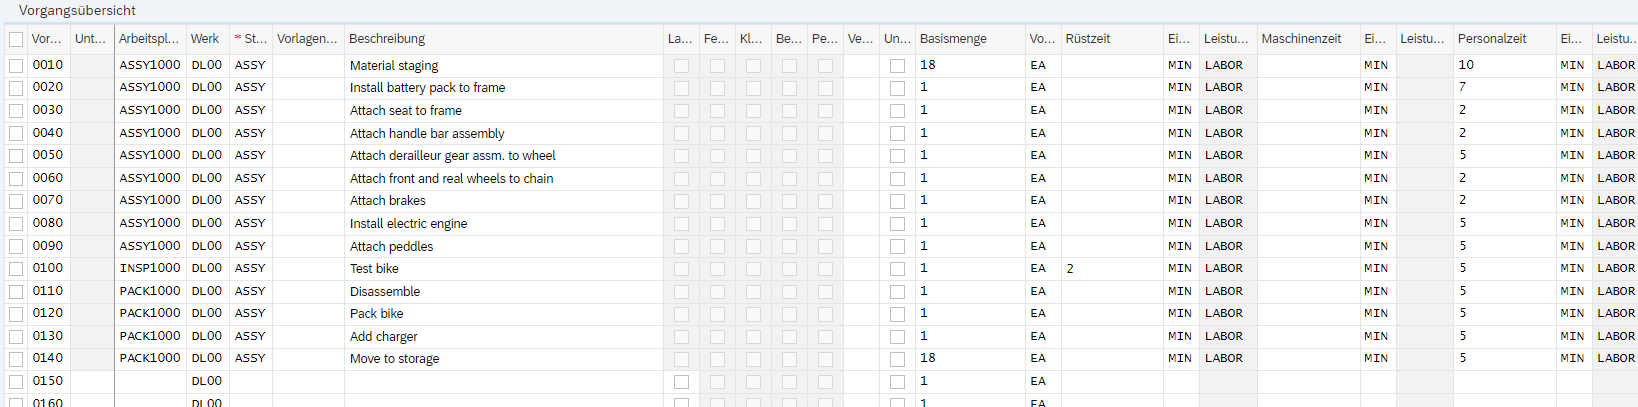 Vorgangsübersicht
Vor... Unt... Arbeitspl... Werk * St... Vorlagen... Beschreibung La... Fe... Kl... Be... Pe... Ve... Un... Basismenge Vo... Rüstzeit Ei... Leistu... Maschinenzeit Ei... Leistu... Personalzeit Ei... Leistu...
0010 ASSY1000 DL00 ASSY Material staging 18 EA MIN LABOR MIN 10 MIN LABOR
0020 ASSY1000 DL00 ASSY Install battery pack to frame 1 EA MIN LABOR MIN 7 MIN LABOR
0030 ASSY1000 DL00 ASSY Attach seat to frame 1 EA MIN LABOR MIN 2 MIN LABOR
0040 ASSY1000 DL00 ASSY Attach handle bar assembly 1 EA MIN LABOR MIN 2 MIN LABOR
0050 ASSY1000 DL00 ASSY Attach derailleur gear assm. to wheel 1 EA MIN LABOR MIN 5 MIN LABOR
0060 ASSY1000 DL00 ASSY Attach front and real wheels to chain 1 EA MIN LABOR MIN 2 MIN LABOR
0070 ASSY1000 DL00 ASSY Attach brakes 1 EA MIN LABOR MIN 2 MIN LABOR
0080 ASSY1000 DL00 ASSY Install electric engine 1 EA MIN LABOR MIN 5 MIN LABOR
0090 ASSY1000 DL00 ASSY Attach peddles 1 EA MIN LABOR MIN 5 MIN LABOR
0100 INSP1000 DL00 ASSY Test bike 1 EA 2 MIN LABOR MIN 5 MIN LABOR
0110 PACK1000 DL00 ASSY Disassemble 1 EA MIN LABOR MIN 5 MIN LABOR
0120 PACK1000 DL00 ASSY Pack bike 1 EA MIN LABOR MIN 5 MIN LABOR
0130 PACK1000 DL00 ASSY Add charger 1 EA MIN LABOR MIN 5 MIN LABOR
0140 PACK1000 DL00 ASSY Move to storage 18 EA MIN LABOR MIN 5 MIN LABOR
0150 DL00 1 EA
0160 DL00 1 EA